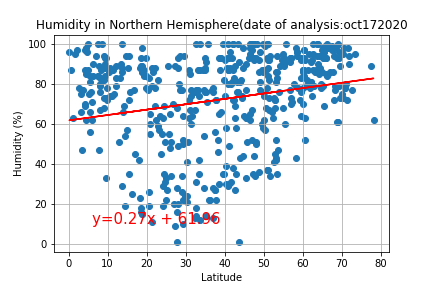 Humidity in Northern Hemisphere(date of analysis:oct172020
Humidity (%)
100
80
60
40
20
0
y=0.27x + 61.96
0 10 20 30 40 50 60 70 80
Latitude